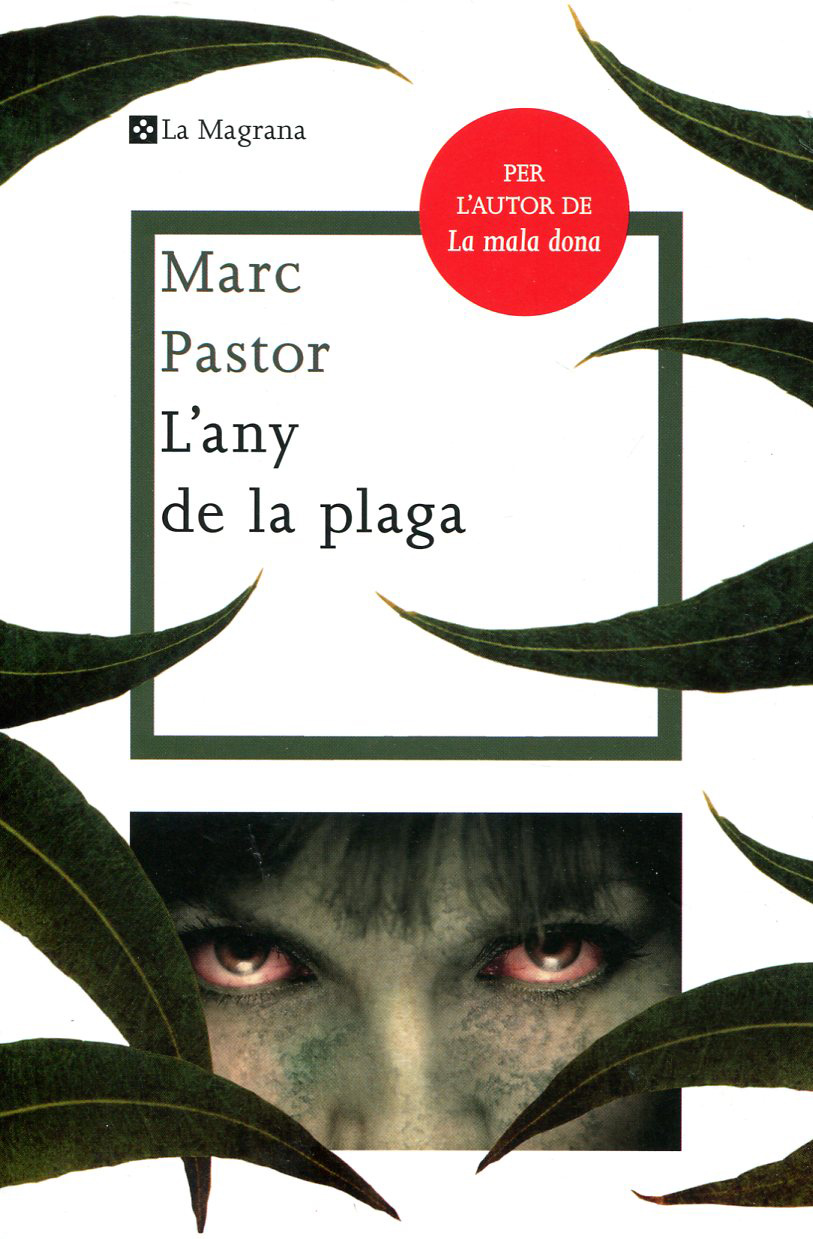 La Magrana
PER
L'AUTOR DE
La mala dona
Marc
Pastor
L'any
de la plaga